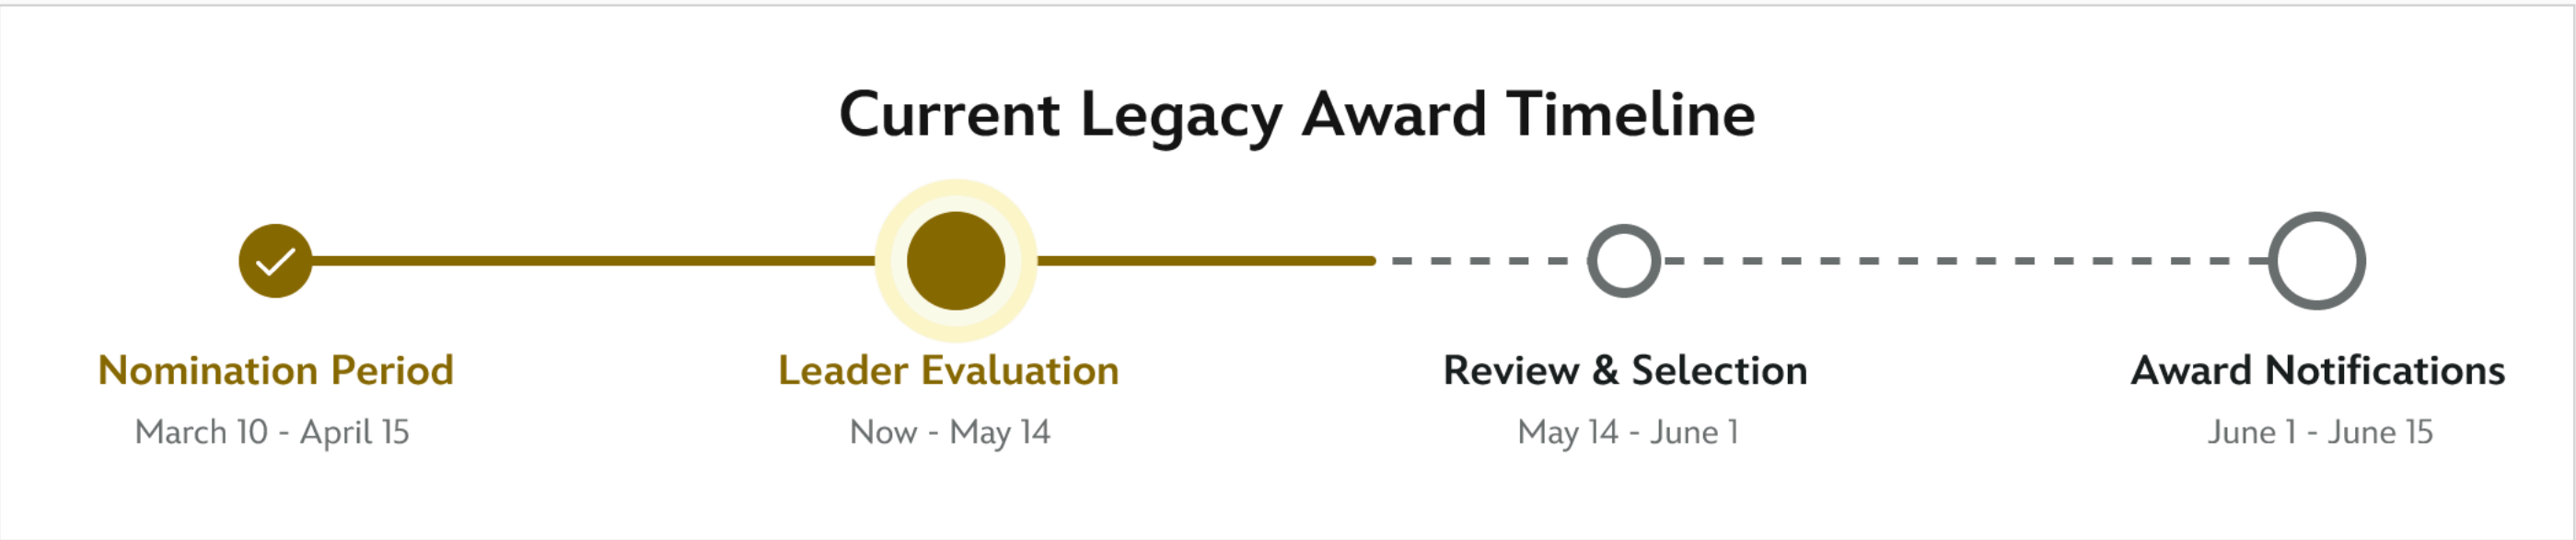 Current Legacy Award Timeline
Nomination Period
March 10 - April 15
Leader Evaluation
Now - May 14
Review & Selection
May 14 - June 1
Award Notifications
June 1 - June 15